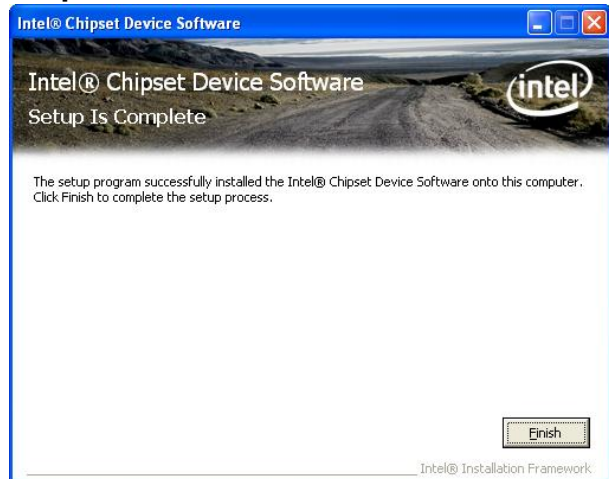 Intel® Chipset Device Software
Intel® Chipset Device Software
intel
Setup Is Complete
The setup program successfully installed the Intel® Chipset Device Software onto this computer.
Click Finish to complete the setup process.
Finish
Intel® Installation Framework